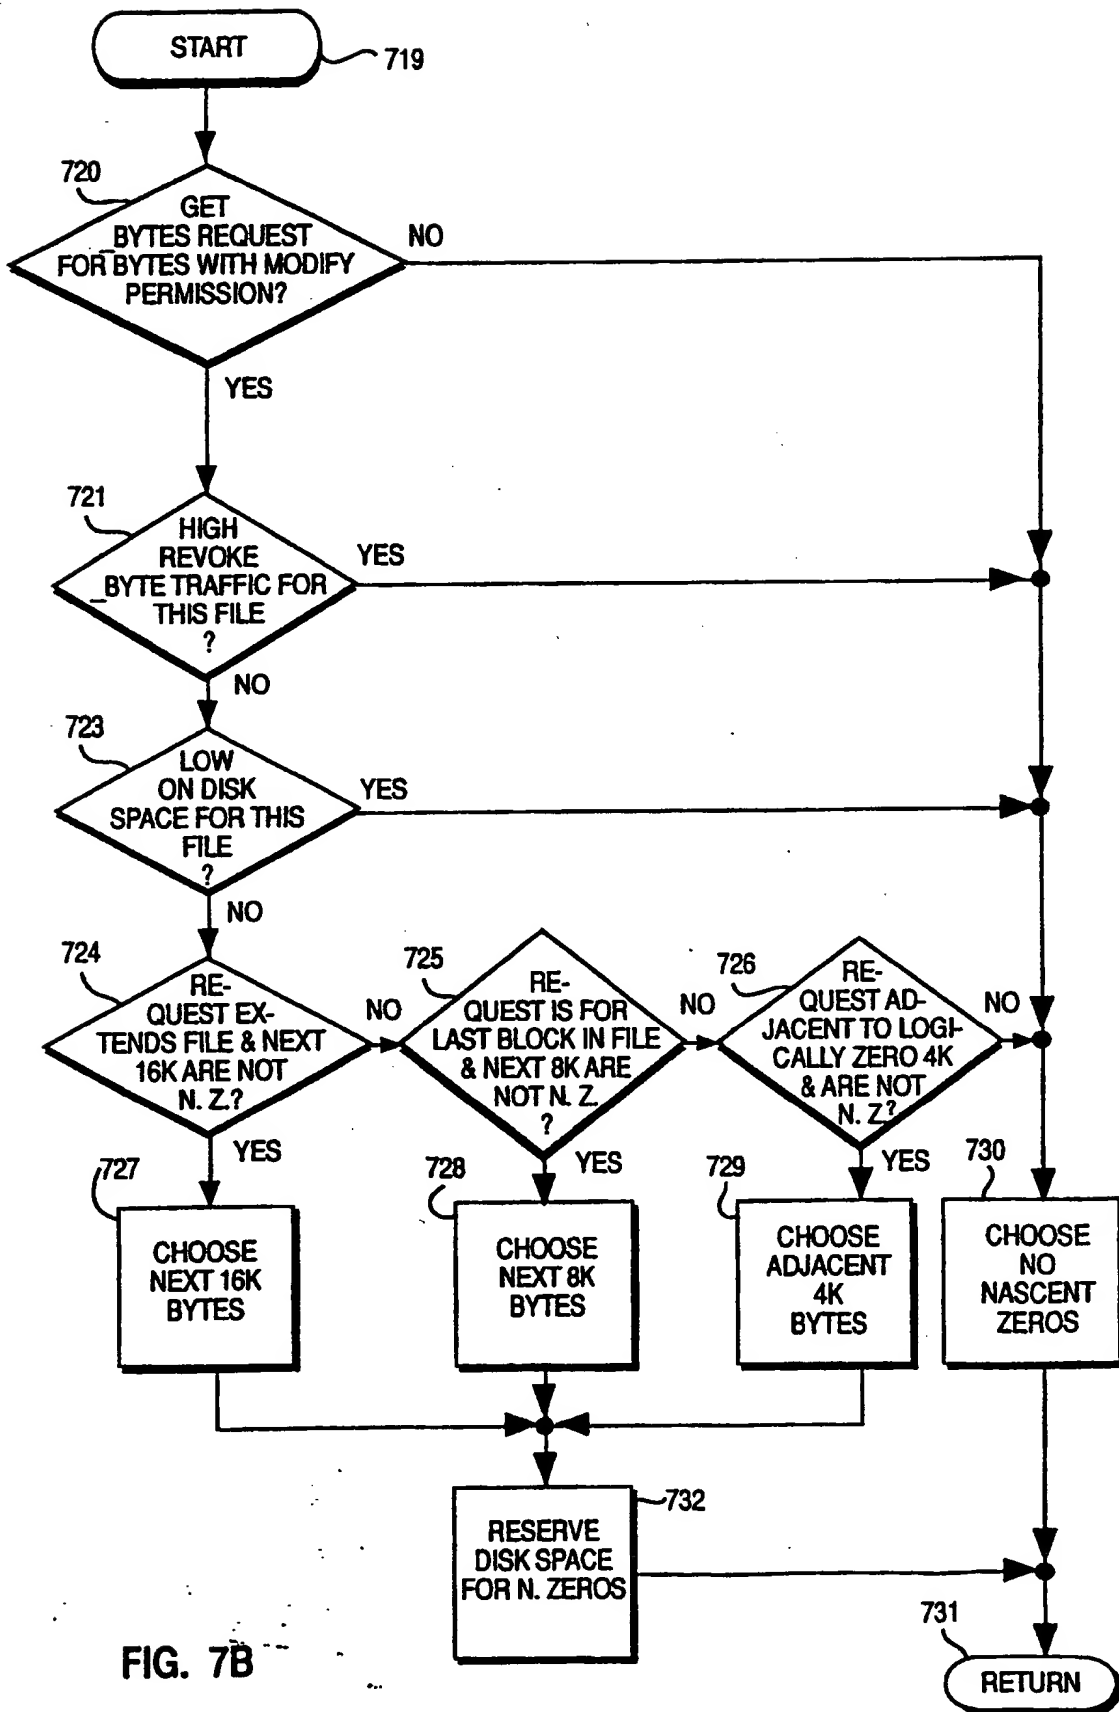 START
719
720
GET
_BYTES REQUEST
FOR BYTES WITH MODIFY
PERMISSION?
NO
YES
721
HIGH
REVOKE
_BYTE TRAFFIC FOR
THIS FILE
?
YES
NO
723
LOW
ON DISK
SPACE FOR THIS
FILE
?
YES
NO
724
RE-
QUEST EX-
TENDS FILE & NEXT
16K ARE NOT
N. Z.?
NO
YES
725
RE-
QUEST IS FOR
LAST BLOCK IN FILE
& NEXT 8K ARE
NOT N. Z.
?
NO
YES
726
RE-
QUEST AD-
JACENT TO LOGI-
CALLY ZERO 4K
& ARE NOT
N. Z.?
NO
YES
727
CHOOSE
NEXT 16K
BYTES
728
CHOOSE
NEXT 8K
BYTES
729
CHOOSE
ADJACENT
4K
BYTES
730
CHOOSE
NO
NASCENT
ZEROS
732
RESERVE
DISK SPACE
FOR N. ZEROS
731
RETURN
FIG. 7B